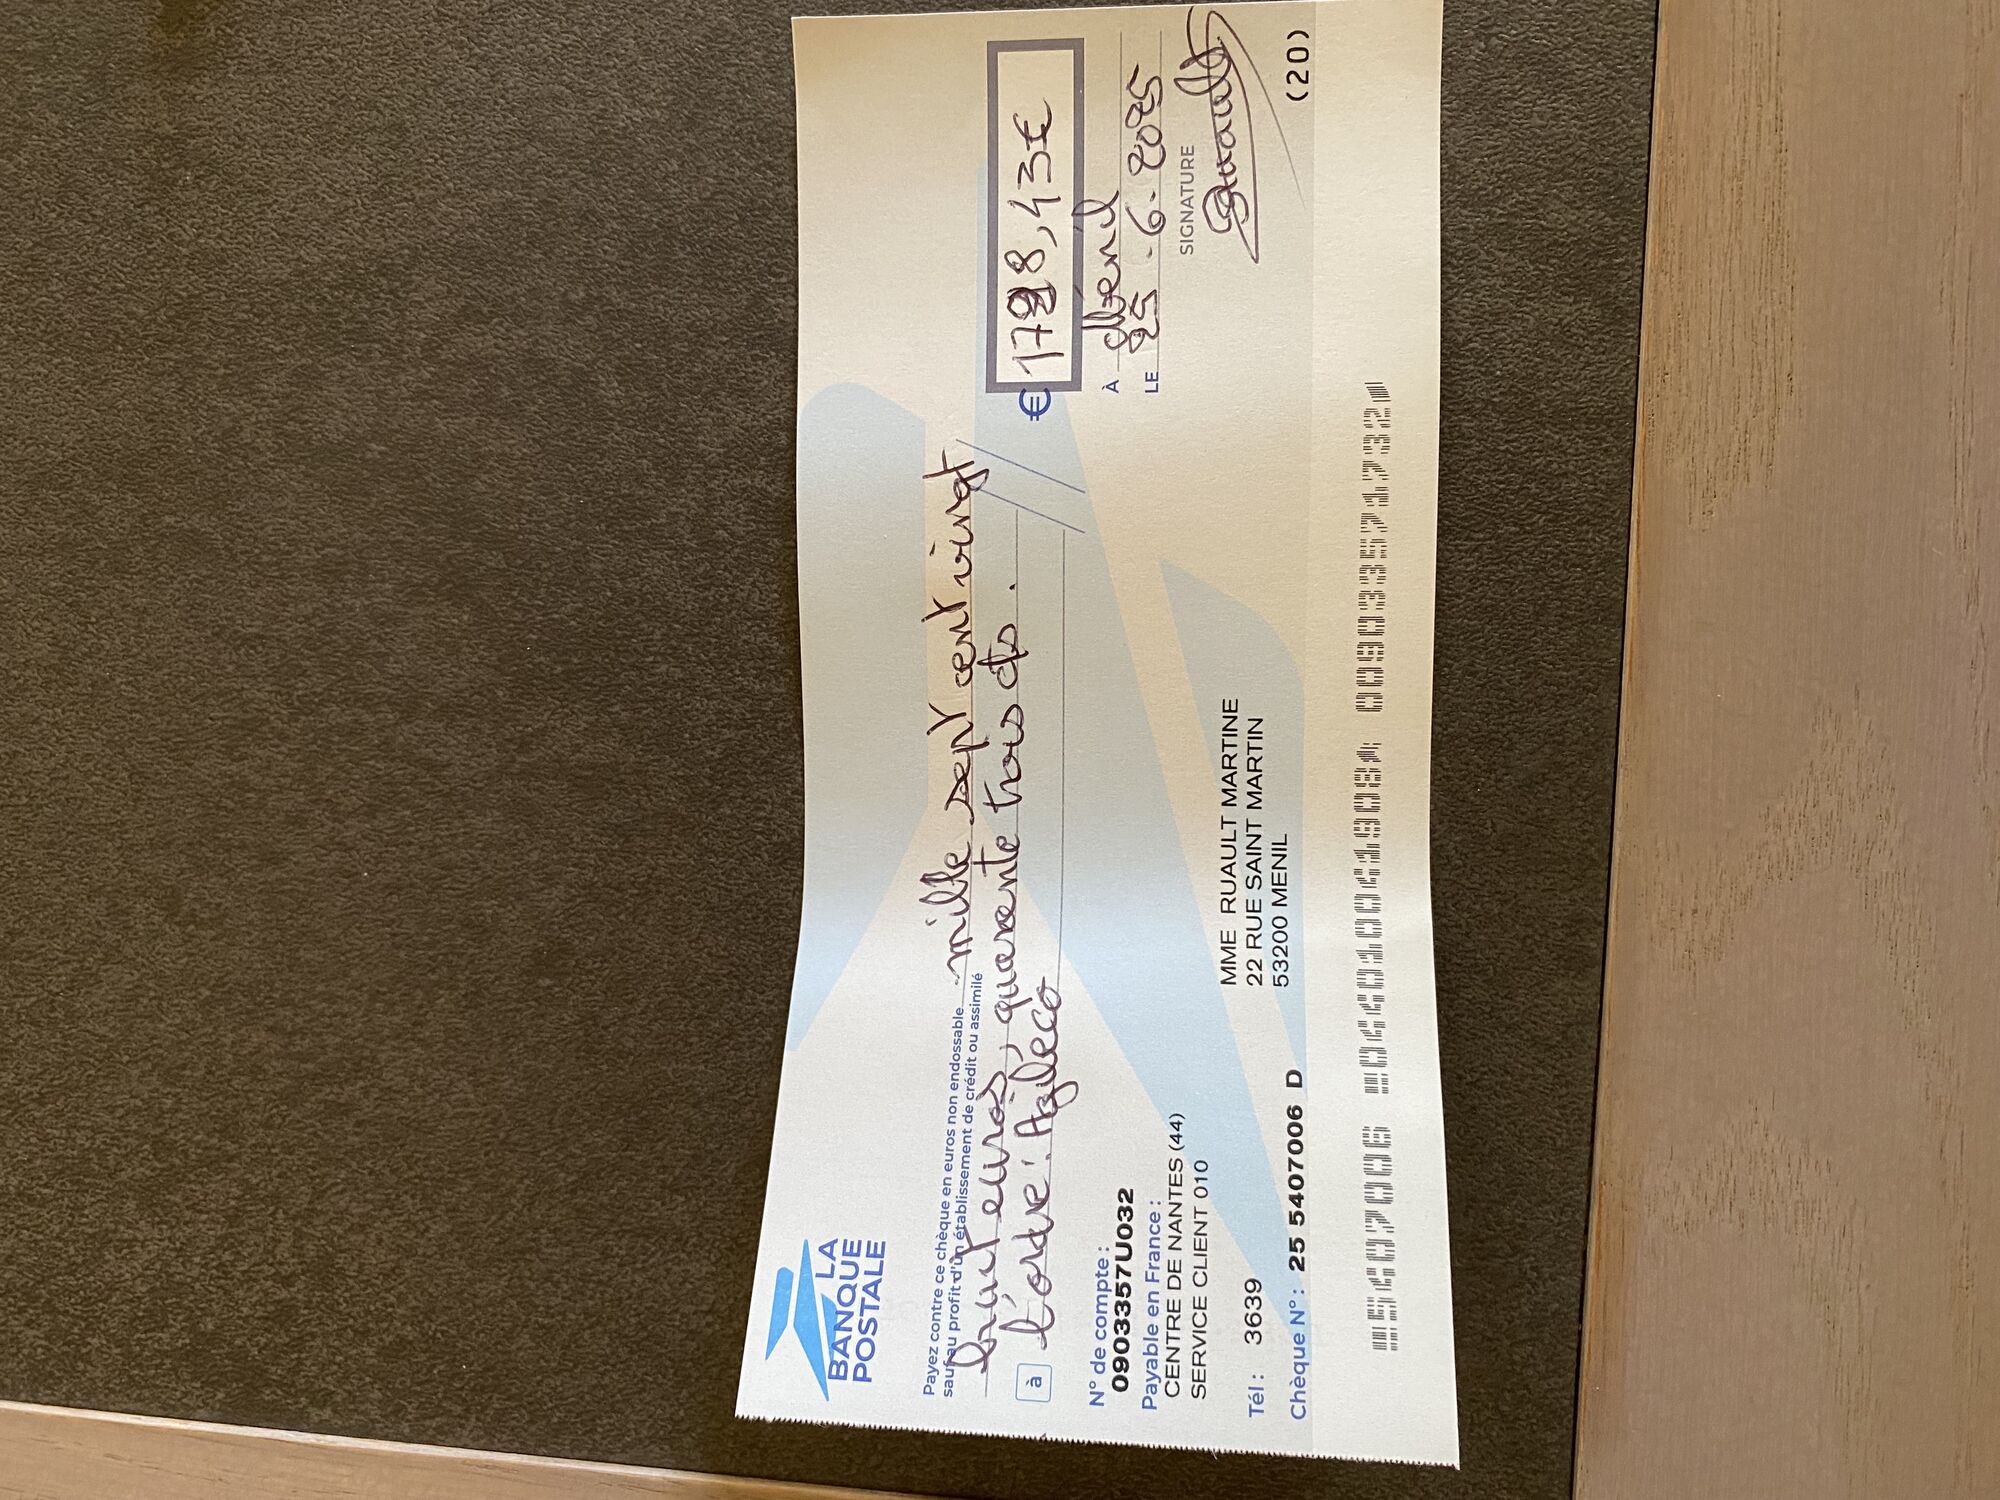 LA
BANQUE
POSTALE
Payez contre ce chèque en euros non endossable
sauf au profit d'un établissement de crédit ou assimilé
mille sept cent vingt
huit euros, quarante trois cts.
à l'ordre : Agileco
€ 1728,43€
À Ménil
LE 25-6-2025
SIGNATURE
Ruault
N° de compte :
0903357U032
Payable en France :
CENTRE DE NANTES (44)
SERVICE CLIENT 010
Tél : 3639
Chèque N° : 25 5407006 D
MME RUAULT MARTINE
22 RUE SAINT MARTIN
53200 MENIL
(20)